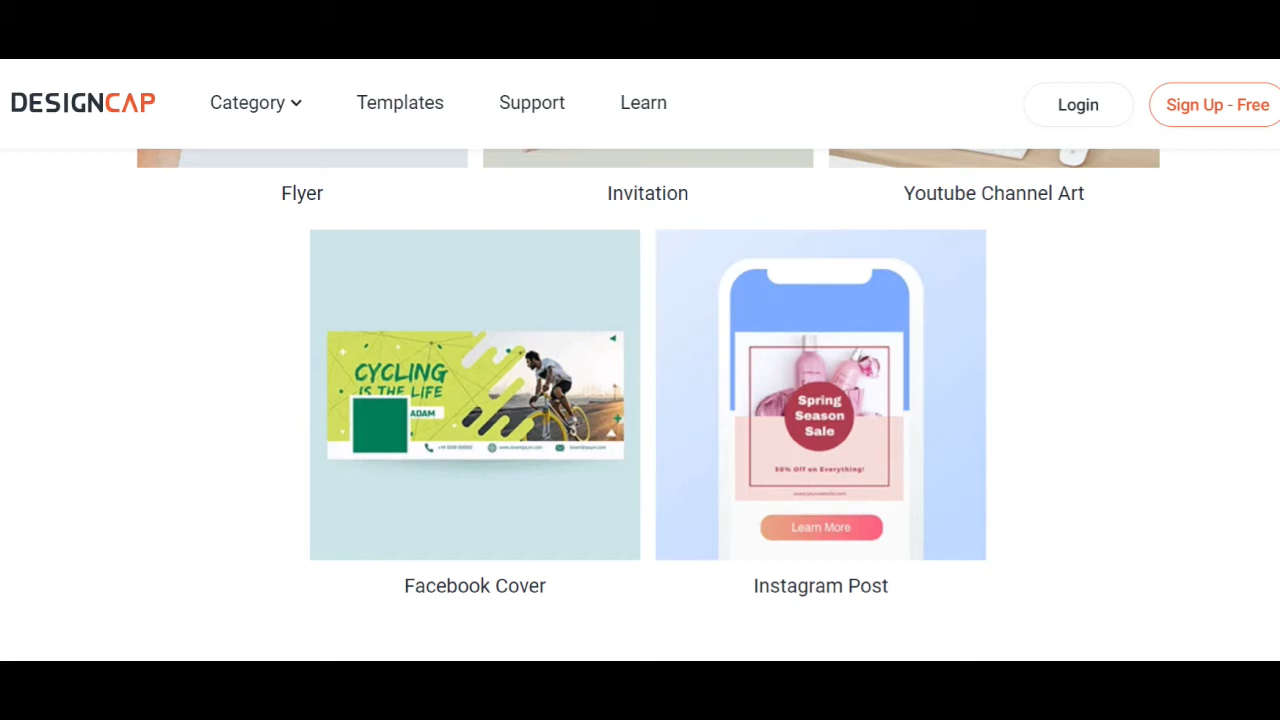 DESIGNCAP
Category
Templates
Support
Learn
Login
Sign Up - Free
Flyer
Invitation
Youtube Channel Art
CYCLING
IS THE LIFE
ADAM
Spring
Season
Sale
50% Off on Everything!
Learn More
Facebook Cover
Instagram Post